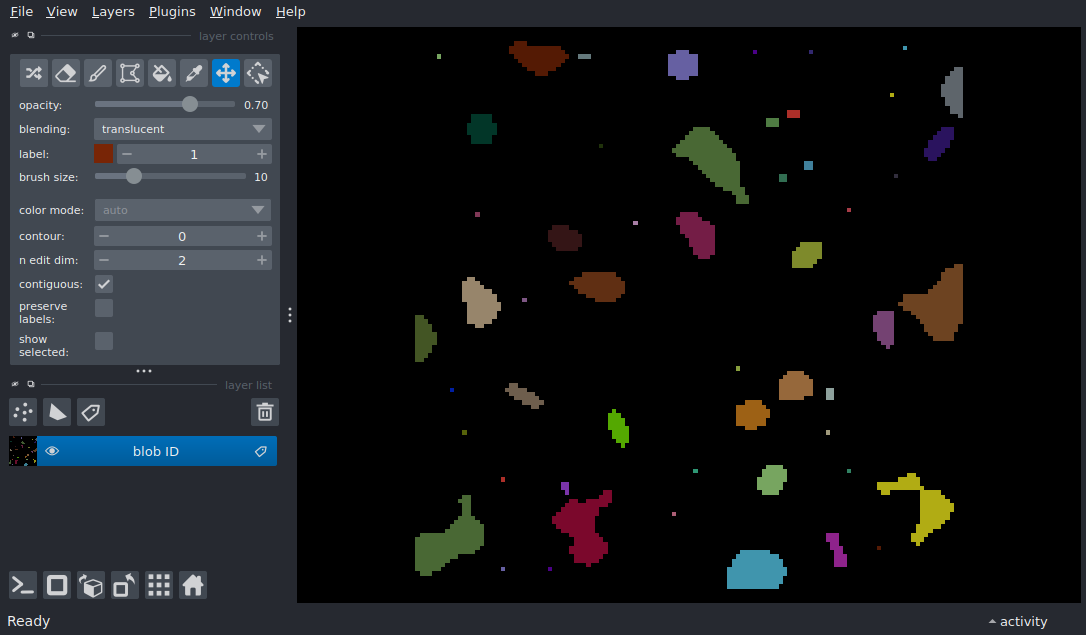 File View Layers Plugins Window Help
layer controls
opacity: 0.70
blending: translucent
label: 1
brush size: 10
color mode: auto
contour: 0
n edit dim: 2
contiguous:
preserve
labels:
show
selected:
layer list
blob ID
Ready
activity